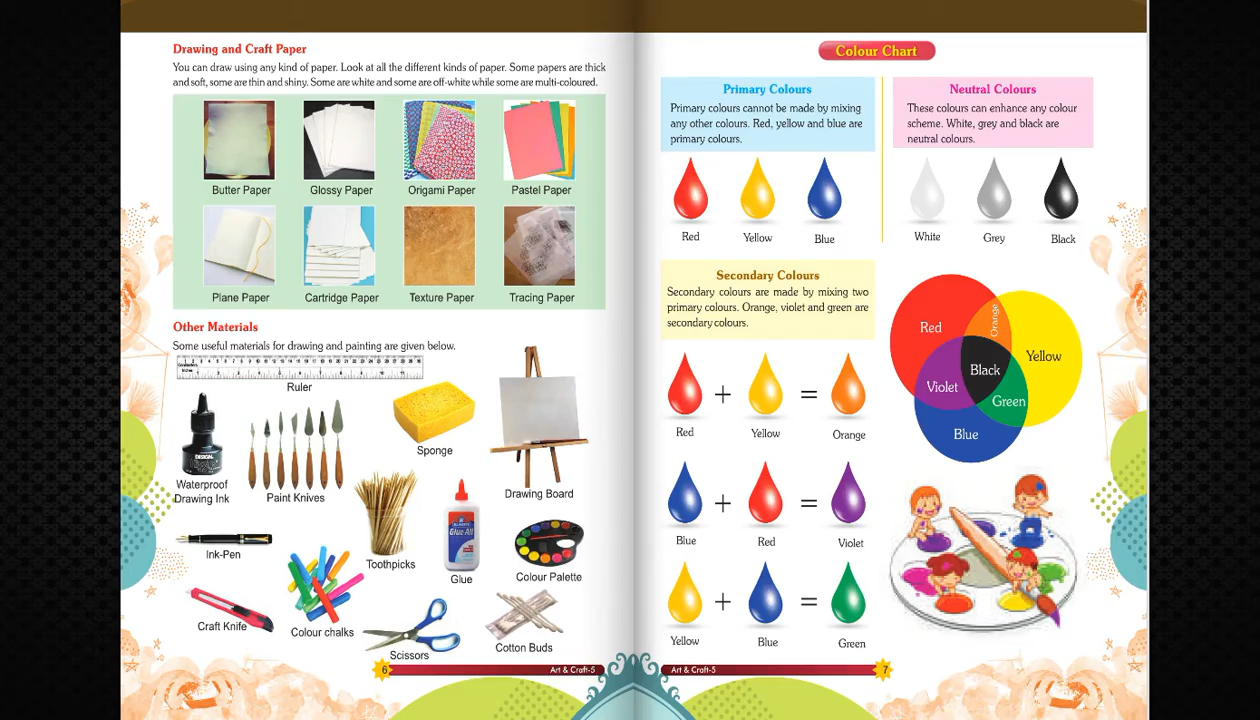 Drawing and Craft Paper
You can draw using any kind of paper. Look at all the different kinds of paper. Some papers are thick
and soft, some are thin and shiny. Some are white and some are off-white while some are multi-coloured.
Butter Paper
Glossy Paper
Origami Paper
Pastel Paper
Plane Paper
Cartridge Paper
Texture Paper
Tracing Paper
Other Materials
Some useful materials for drawing and painting are given below.
Ruler
Sponge
Drawing Board
DESIGN
Waterproof
Drawing Ink
Paint Knives
Ink-Pen
Toothpicks
Glue All
Glue
Colour Palette
Craft Knife
Colour chalks
Scissors
Cotton Buds
6
Art & Craft-5
Colour Chart
Primary Colours
Primary colours cannot be made by mixing
any other colours. Red, yellow and blue are
primary colours.
Red
Yellow
Blue
Neutral Colours
These colours can enhance any colour
scheme. White, grey and black are
neutral colours.
White
Grey
Black
Secondary Colours
Secondary colours are made by mixing two
primary colours. Orange, violet and green are
secondary colours.
+ =
Red Yellow Orange
+ =
Blue Red Violet
+ =
Yellow Blue Green
Red
Orange
Yellow
Black
Violet
Green
Blue
Art & Craft-5
7